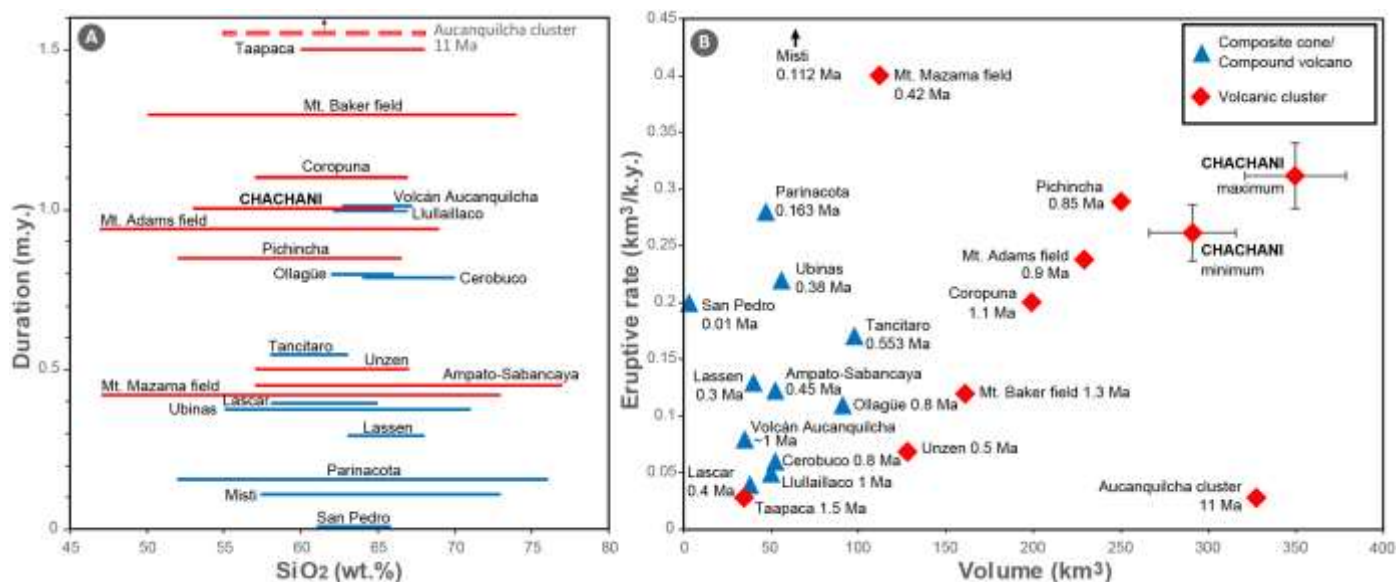 A
Aucanquilcha cluster
11 Ma
Taapaca
Mt. Baker field
Coropuna
CHACHANI
Volcán Aucanquilcha
Llullaillaco
Mt. Adams field
Pichincha
Ollagüe
Cerobuco
Tancitaro
Unzen
Mt. Mazama field
Ampato-Sabancaya
Lascar
Ubinas
Lassen
Parinacota
Misti
San Pedro
1.5
1.0
0.5
0
Duration (m.y.)
45 50 55 60 65 70 75 80
SiO2 (wt.%)
B
Misti
0.112 Ma
Mt. Mazama field
0.42 Ma
Composite cone/
Compound volcano
Volcanic cluster
CHACHANI
maximum
Parinacota
0.163 Ma
Pichincha
0.85 Ma
CHACHANI
minimum
Ubinas
0.38 Ma
Mt. Adams field
0.9 Ma
San Pedro
0.01 Ma
Coropuna
1.1 Ma
Tancitaro
0.553 Ma
Lassen
0.3 Ma
Ampato-Sabancaya
0.45 Ma
Ollagüe 0.8 Ma
Mt. Baker field 1.3 Ma
Volcán Aucanquilcha
~1 Ma
Unzen 0.5 Ma
Cerobuco 0.8 Ma
Lascar
0.4 Ma
Llullaillaco 1 Ma
Taapaca 1.5 Ma
Aucanquilcha cluster
11 Ma
0.45
0.4
0.35
0.3
0.25
0.2
0.15
0.1
0.05
0
Eruptive rate (km3/k.y.)
0 50 100 150 200 250 300 350 400
Volume (km3)